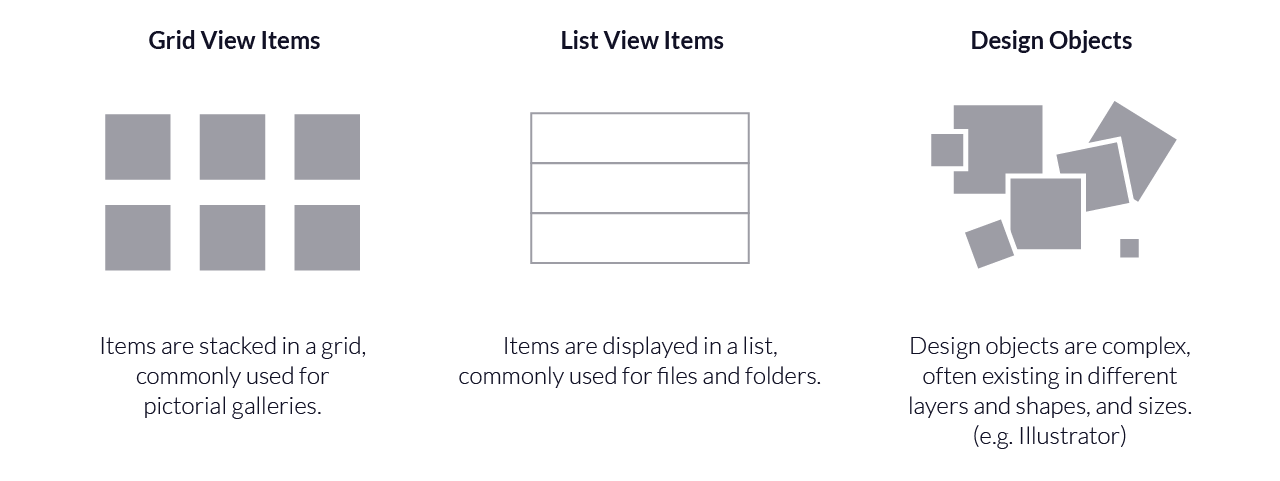 Grid View Items
List View Items
Design Objects
Items are stacked in a grid,
commonly used for
pictorial galleries.
Items are displayed in a list,
commonly used for files and folders.
Design objects are complex,
often existing in different
layers and shapes, and sizes.
(e.g. Illustrator)